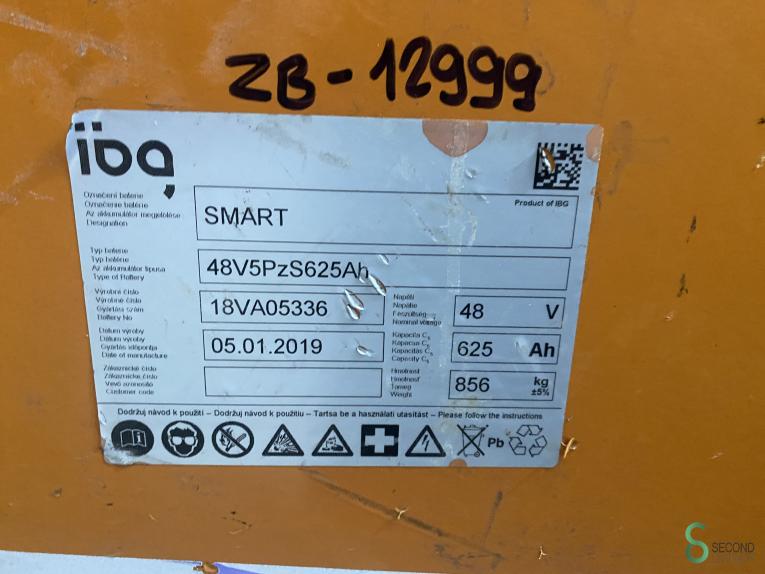 ZB-12999
iba
Product of IBG
Označení baterie
Označenie batérie
Az akkumulátor megjelölése
Designation
SMART
Typ baterie
Typ batérie
Az akkumulátor típusa
Type of Battery
48V5PzS625Ah
Výrobní číslo
Výrobné číslo
Gyártási szám
Battery No
18VA05336
Napětí
Napätie
Feszültség
Nominal voltage
48 V
Datum výroby
Dátum výroby
Gyártás időpontja
Date of manufacture
05.01.2019
Kapacita C5
Kapacita C5
Kapacitás C5
Capacity C5
625 Ah
Zákaznické číslo
Zákaznícke číslo
Vevő azonosító
Customer code
Hmotnost
Hmotnosť
Tömeg
Weight
856 kg
±5%
Dodržuj návod k použití – Dodržuj návod k použitiu – Tartsa be a használati utasítást – Please follow the instructions
Pb
SECOND